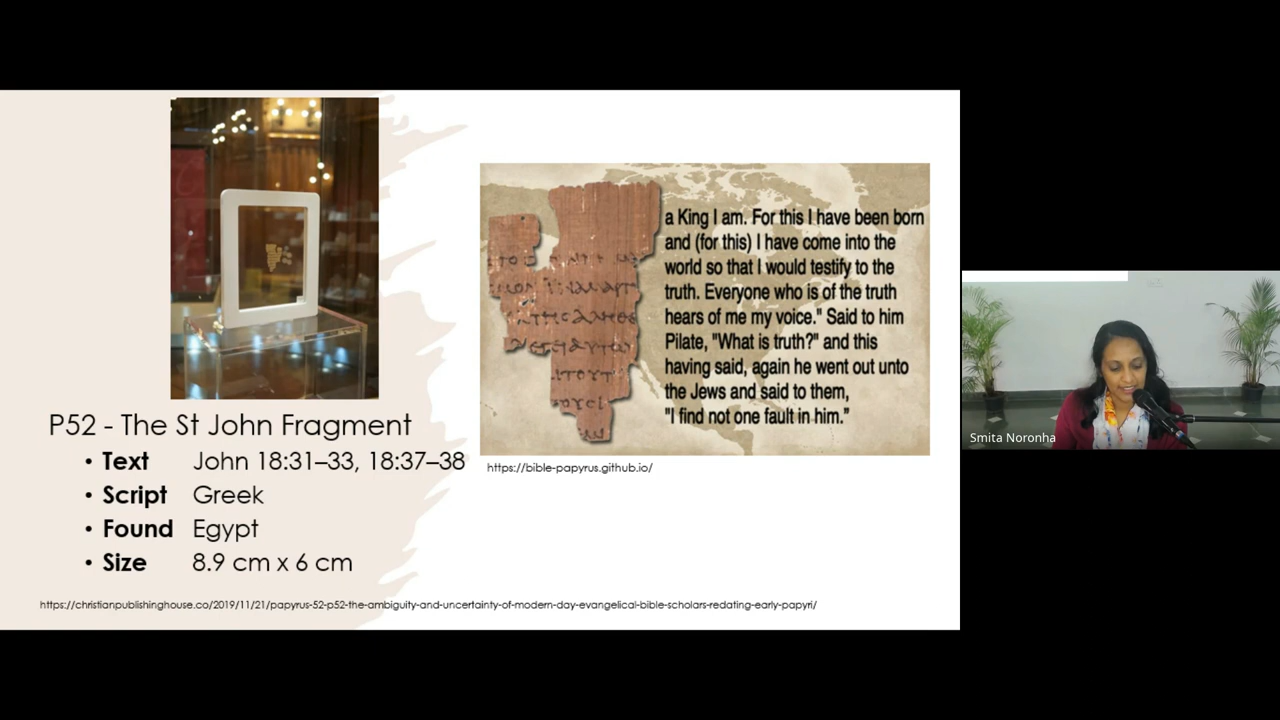 P52 - The St John Fragment
• Text John 18:31–33, 18:37–38
• Script Greek
• Found Egypt
• Size 8.9 cm x 6 cm
a King I am. For this I have been born
and (for this) I have come into the
world so that I would testify to the
truth. Everyone who is of the truth
hears of me my voice." Said to him
Pilate, "What is truth?" and this
having said, again he went out unto
the Jews and said to them,
"I find not one fault in him."
https://bible-papyrus.github.io/
https://christianpublishinghouse.co/2019/11/21/papyrus-52-p52-the-ambiguity-and-uncertainty-of-modern-day-evangelical-bible-scholars-redating-early-papyri/
Smita Noronha